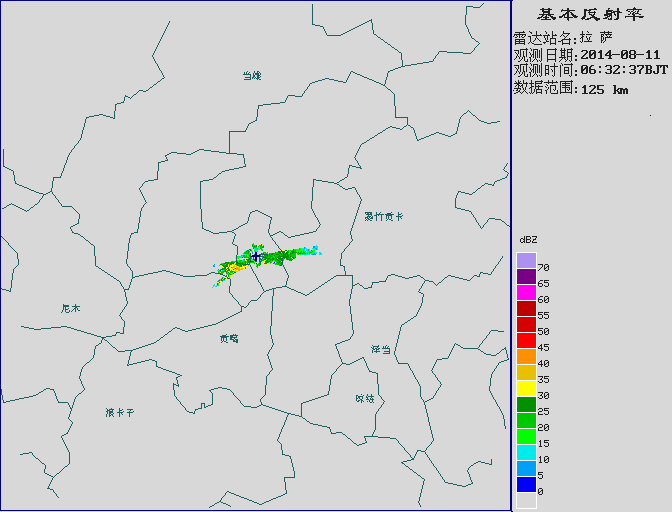 基本反射率
雷达站名:拉 萨
观测日期:2014-08-11
观测时间:06:32:37BJT
数据范围:125 km
当雄
墨竹贡卡
尼木
贡嘎
泽当
琼结
浪卡子
dBZ
70
65
60
55
50
45
40
35
30
25
20
15
10
5
0